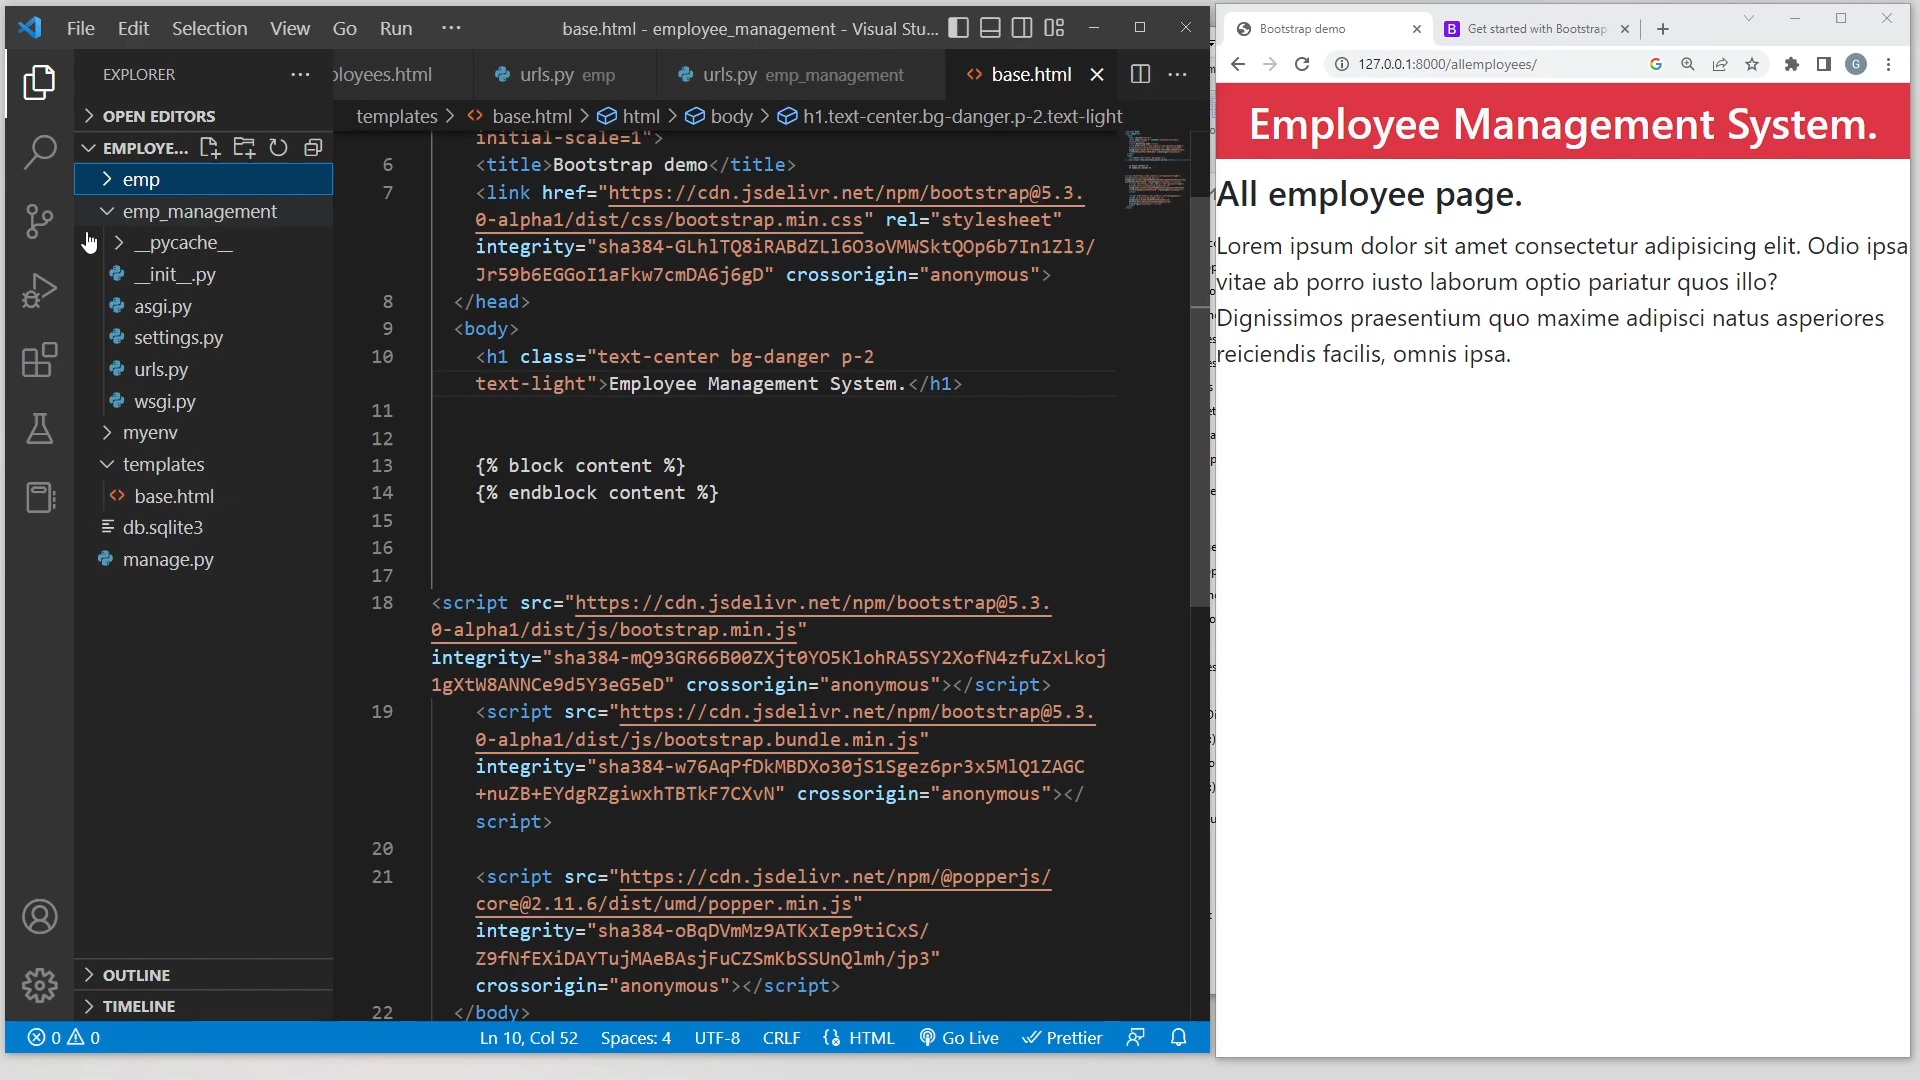 File Edit Selection View Go Run ··· base.html - employee_management - Visual Stu...
EXPLORER ···
OPEN EDITORS
EMPLOYE...
emp
emp_management
__pycache__
__init__.py
asgi.py
settings.py
urls.py
wsgi.py
myenv
templates
base.html
db.sqlite3
manage.py
OUTLINE
TIMELINE
ployees.html urls.py emp urls.py emp_management base.html ···
templates > base.html > html > body > h1.text-center.bg-danger.p-2.text-light
initial-scale=1">
6 <title>Bootstrap demo</title>
7 <link href="https://cdn.jsdelivr.net/npm/bootstrap@5.3.
0-alpha1/dist/css/bootstrap.min.css" rel="stylesheet"
integrity="sha384-GLhlTQ8iRABdZLl6O3oVMWSktQOp6b7In1Zl3/
Jr59b6EGGoI1aFkw7cmDA6j6gD" crossorigin="anonymous">
8 </head>
9 <body>
10 <h1 class="text-center bg-danger p-2
text-light">Employee Management System.</h1>
11
12
13 {% block content %}
14 {% endblock content %}
15
16
17
18 <script src="https://cdn.jsdelivr.net/npm/bootstrap@5.3.
0-alpha1/dist/js/bootstrap.min.js"
integrity="sha384-mQ93GR66B00ZXjt0YO5KlohRA5SY2XofN4zfuZxLkoj
1gXtW8ANNCe9d5Y3eG5eD" crossorigin="anonymous"></script>
19 <script src="https://cdn.jsdelivr.net/npm/bootstrap@5.3.
0-alpha1/dist/js/bootstrap.bundle.min.js"
integrity="sha384-w76AqPfDkMBDXo30jS1Sgez6pr3x5MlQ1ZAGC
+nuZB+EYdgRZgiwxhTBTkF7CXvN" crossorigin="anonymous"></
script>
20
21 <script src="https://cdn.jsdelivr.net/npm/@popperjs/
core@2.11.6/dist/umd/popper.min.js"
integrity="sha384-oBqDVmMz9ATKxIep9tiCxS/
Z9fNfEXiDAYTujMAeBAsjFuCZSmKbSSUnQlmh/jp3"
crossorigin="anonymous"></script>
22 </body>
0 0 Ln 10, Col 52 Spaces: 4 UTF-8 CRLF HTML Go Live Prettier
Bootstrap demo Get started with Bootstrap
127.0.0.1:8000/allemployees/ G G
Employee Management System.
All employee page.
Lorem ipsum dolor sit amet consectetur adipisicing elit. Odio ipsa
vitae ab porro iusto laborum optio pariatur quos illo?
Dignissimos praesentium quo maxime adipisci natus asperiores
reiciendis facilis, omnis ipsa.